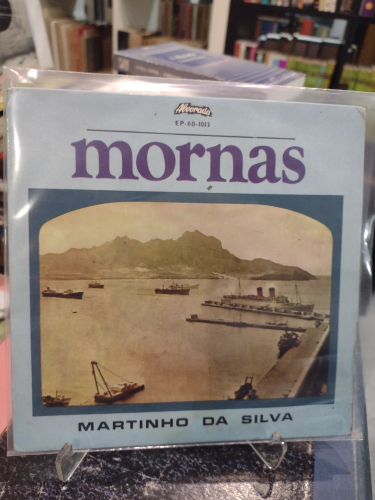 Alvorada
EP-60-1013
mornas
MARTINHO DA SILVA